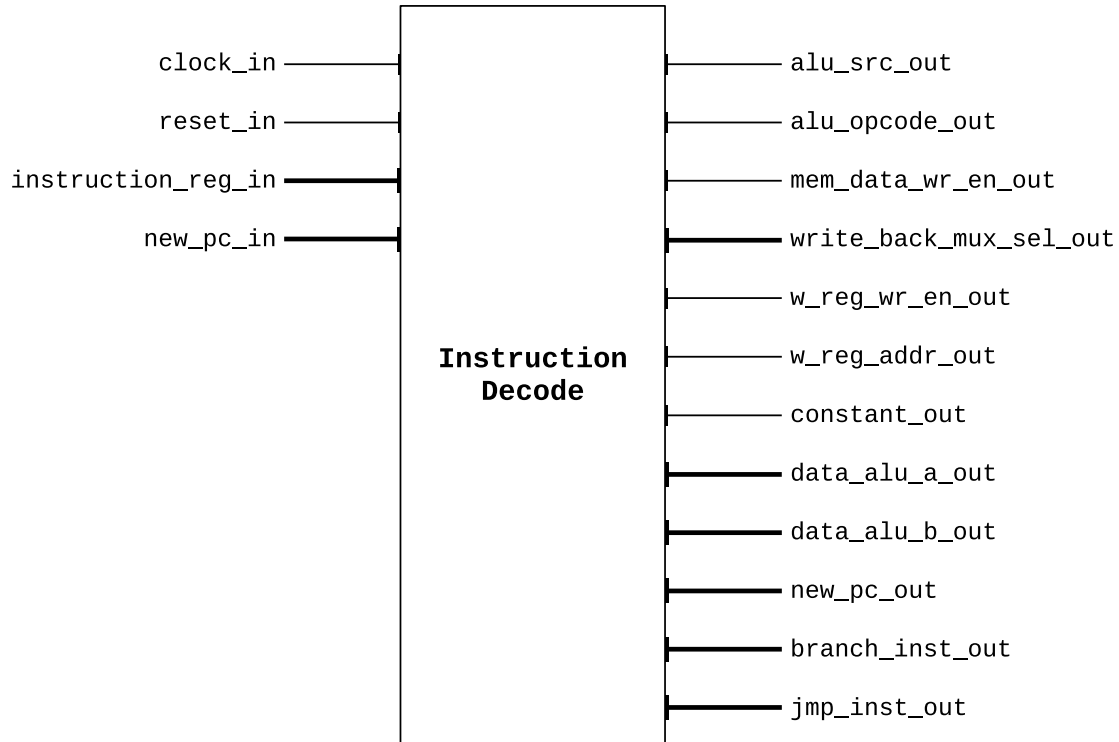 clock_in
reset_in
instruction_reg_in
new_pc_in
Instruction
Decode
alu_src_out
alu_opcode_out
mem_data_wr_en_out
write_back_mux_sel_out
w_reg_wr_en_out
w_reg_addr_out
constant_out
data_alu_a_out
data_alu_b_out
new_pc_out
branch_inst_out
jmp_inst_out